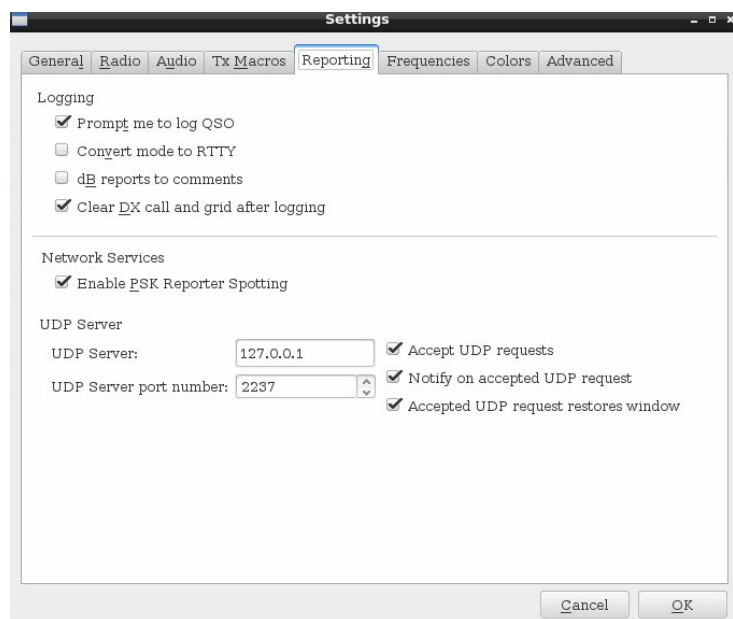 Settings
General Radio Audio Tx Macros Reporting Frequencies Colors Advanced
Logging
Prompt me to log QSO
Convert mode to RTTY
dB reports to comments
Clear DX call and grid after logging
Network Services
Enable PSK Reporter Spotting
UDP Server
UDP Server: 127.0.0.1 Accept UDP requests
Notify on accepted UDP request
UDP Server port number: 2237
Accepted UDP request restores window
Cancel OK